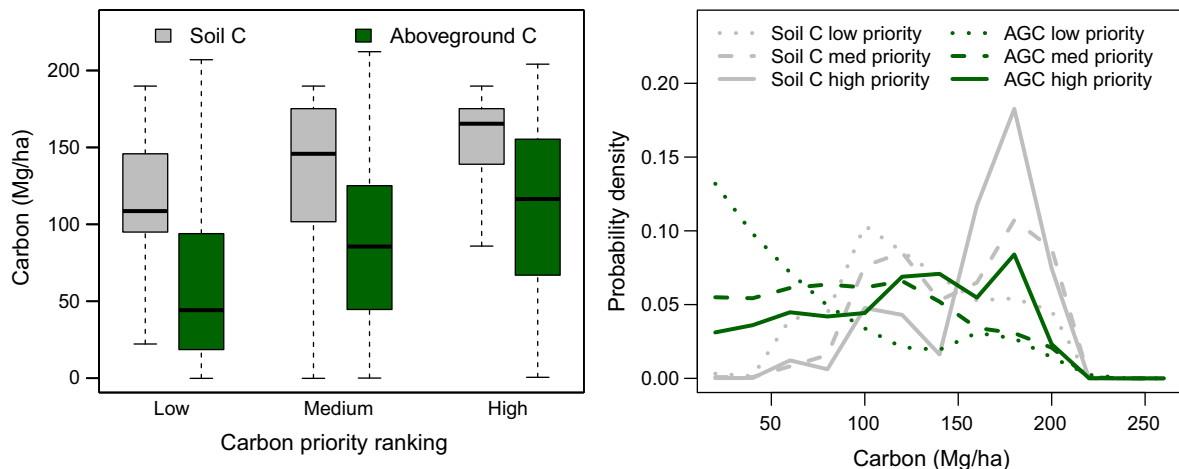 Soil C
Aboveground C
Carbon (Mg/ha)
200
150
100
50
0
Low
Medium
High
Carbon priority ranking
Soil C low priority
Soil C med priority
Soil C high priority
AGC low priority
AGC med priority
AGC high priority
Probability density
0.20
0.15
0.10
0.05
0.00
50
100
150
200
250
Carbon (Mg/ha)